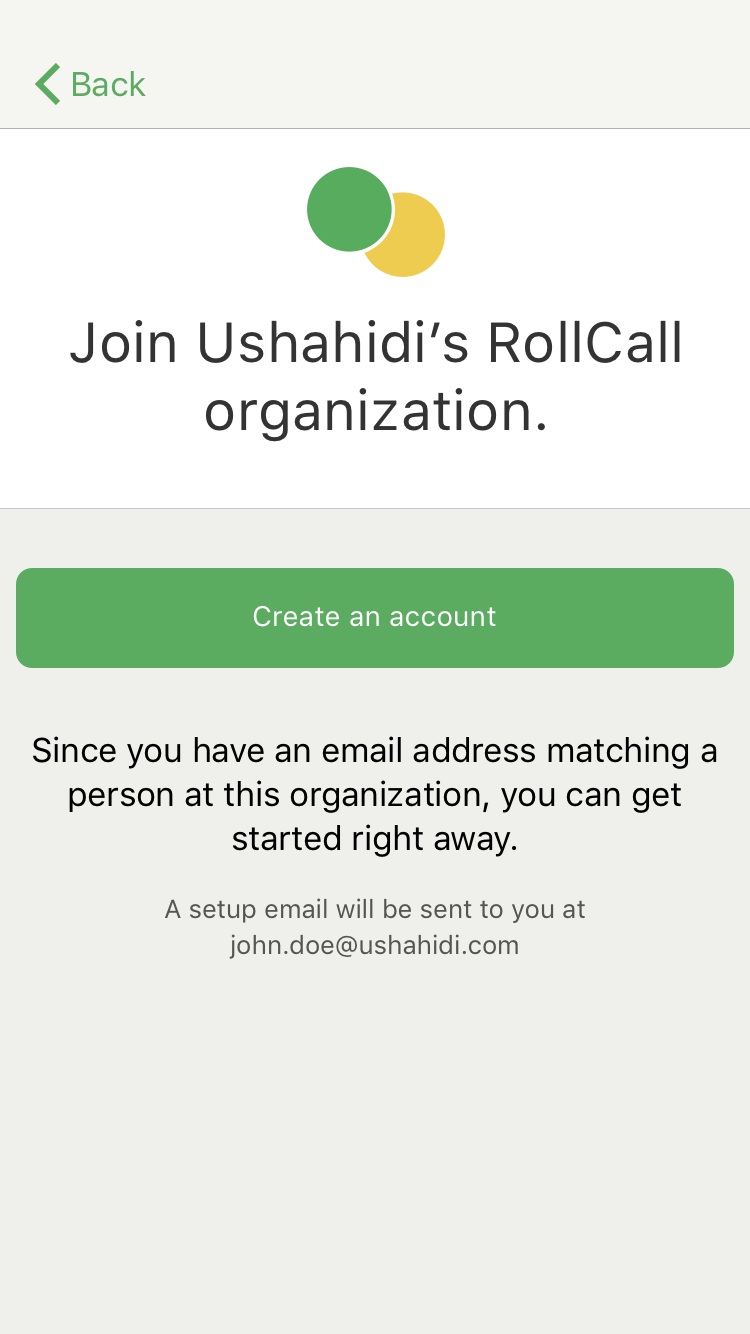 Back
Join Ushahidi’s RollCall
organization.
Create an account
Since you have an email address matching a
person at this organization, you can get
started right away.
A setup email will be sent to you at
john.doe@ushahidi.com